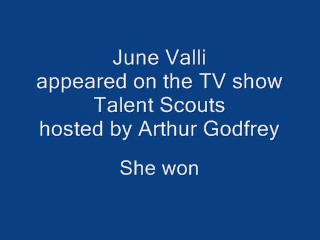 June Valli
appeared on the TV show
Talent Scouts
hosted by Arthur Godfrey
She won